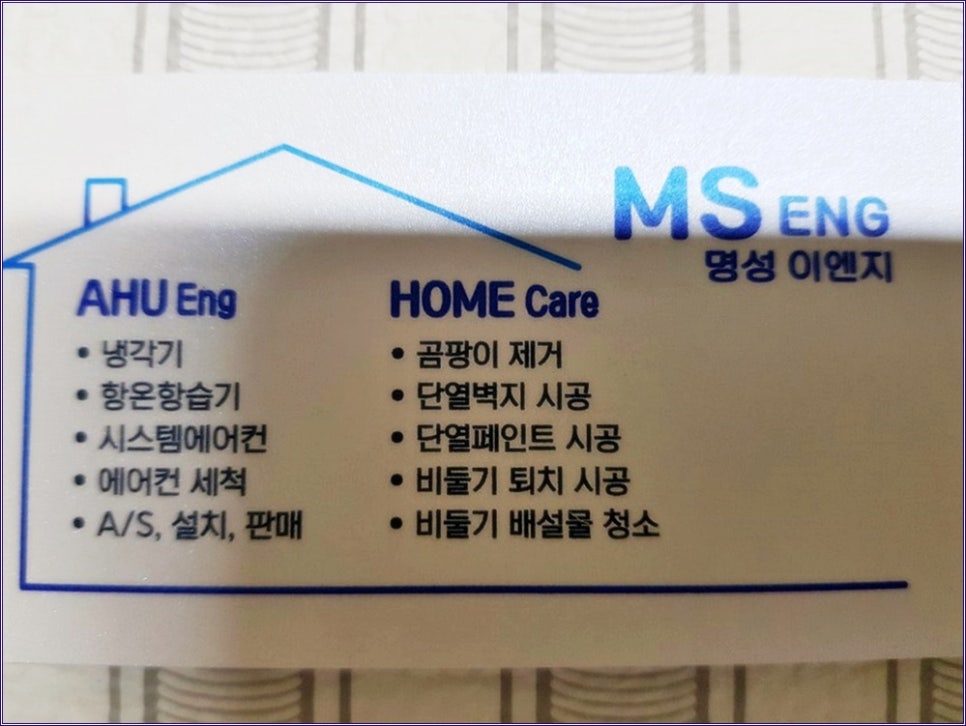 MS ENG
명성 이엔지
AHU Eng
• 냉각기
• 항온항습기
• 시스템에어컨
• 에어컨 세척
• A/S, 설치, 판매
HOME Care
• 곰팡이 제거
• 단열벽지 시공
• 단열페인트 시공
• 비둘기 퇴치 시공
• 비둘기 배설물 청소